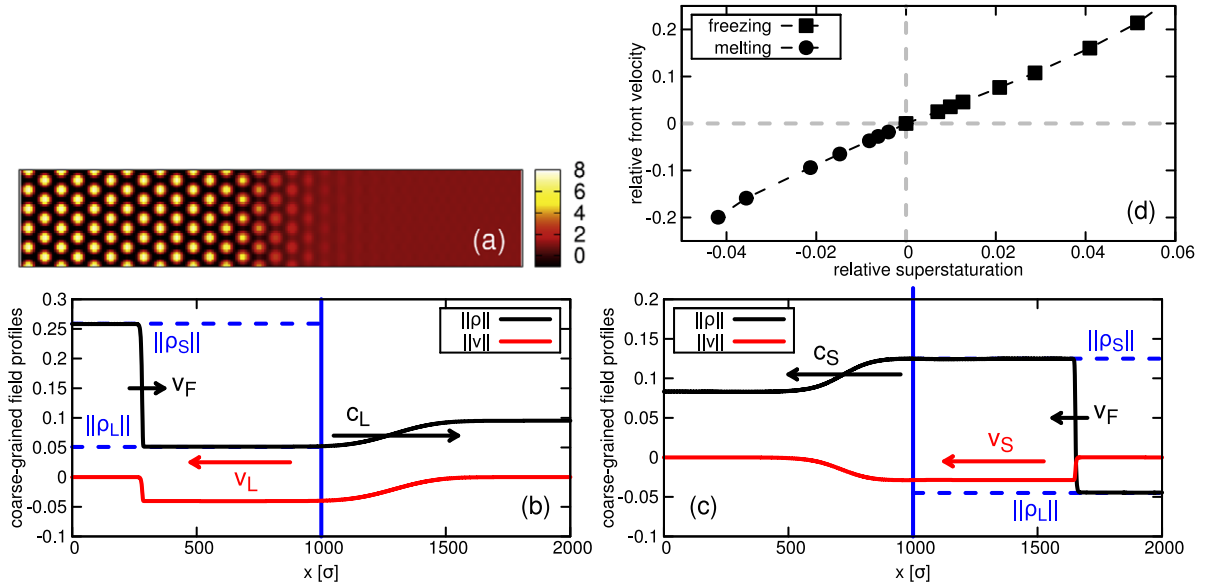 8
6
4
2
0
(a)
freezing
melting
0.2
0.1
0
-0.1
-0.2
relative front velocity
(d)
-0.04
-0.02
0
0.02
0.04
0.06
relative superstaturation
0.3
0.25
0.2
0.15
0.1
0.05
0
-0.05
-0.1
coarse-grained field profiles
||ρ||
||v||
||ρS||
vF
||ρL||
cL
vL
(b)
0
500
1000
1500
2000
x [σ]
0.3
0.25
0.2
0.15
0.1
0.05
0
-0.05
-0.1
coarse-grained field profiles
||ρ||
||v||
||ρS||
cS
vF
vS
||ρL||
(c)
0
500
1000
1500
2000
x [σ]